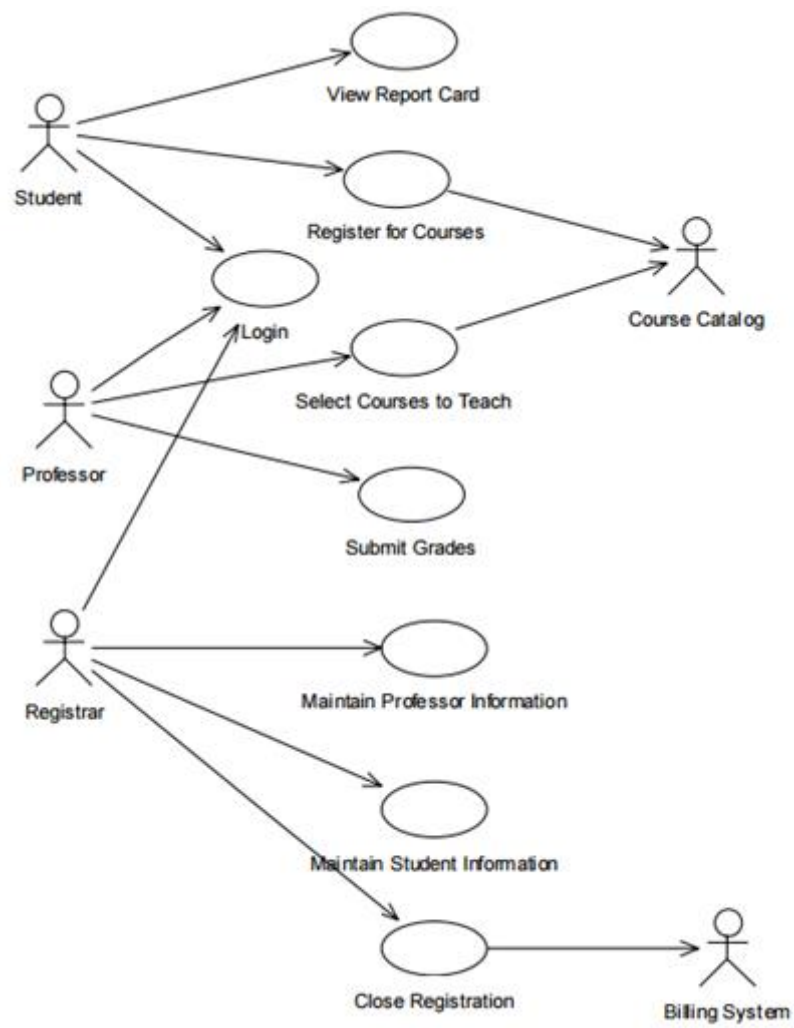 View Report Card
Student
Register for Courses
Course Catalog
Login
Select Courses to Teach
Professor
Submit Grades
Maintain Professor Information
Registrar
Maintain Student Information
Close Registration
Billing System